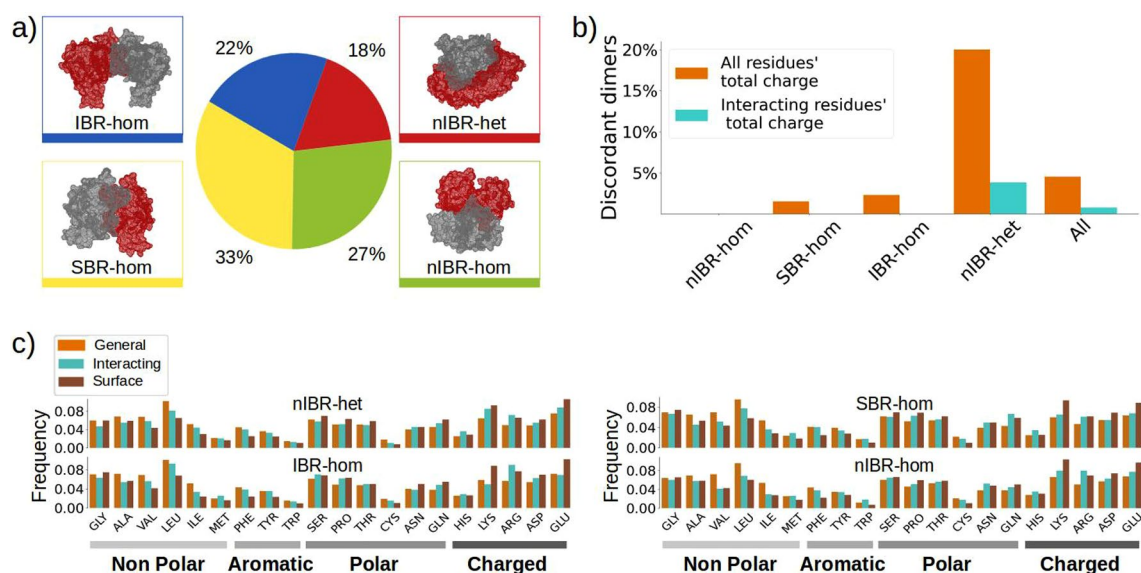 a)
22%
18%
IBR-hom
nIBR-het
SBR-hom
33%
27%
nIBR-hom
b)
Discordant dimers
20%
15%
10%
5%
All residues'
total charge
Interacting residues'
total charge
nIBR-hom
SBR-hom
IBR-hom
nIBR-het
All
c)
General
Interacting
Surface
Frequency
nIBR-het
0.08
0.04
0.00
IBR-hom
0.08
0.04
0.00
GLY ALA VAL LEU ILE MET PHE TYR TRP SER PRO THR CYS ASN GLN HIS LYS ARG ASP GLU
Non Polar Aromatic Polar Charged
Frequency
SBR-hom
0.08
0.04
0.00
nIBR-hom
0.08
0.04
0.00
GLY ALA VAL LEU ILE MET PHE TYR TRP SER PRO THR CYS ASN GLN HIS LYS ARG ASP GLU
Non Polar Aromatic Polar Charged